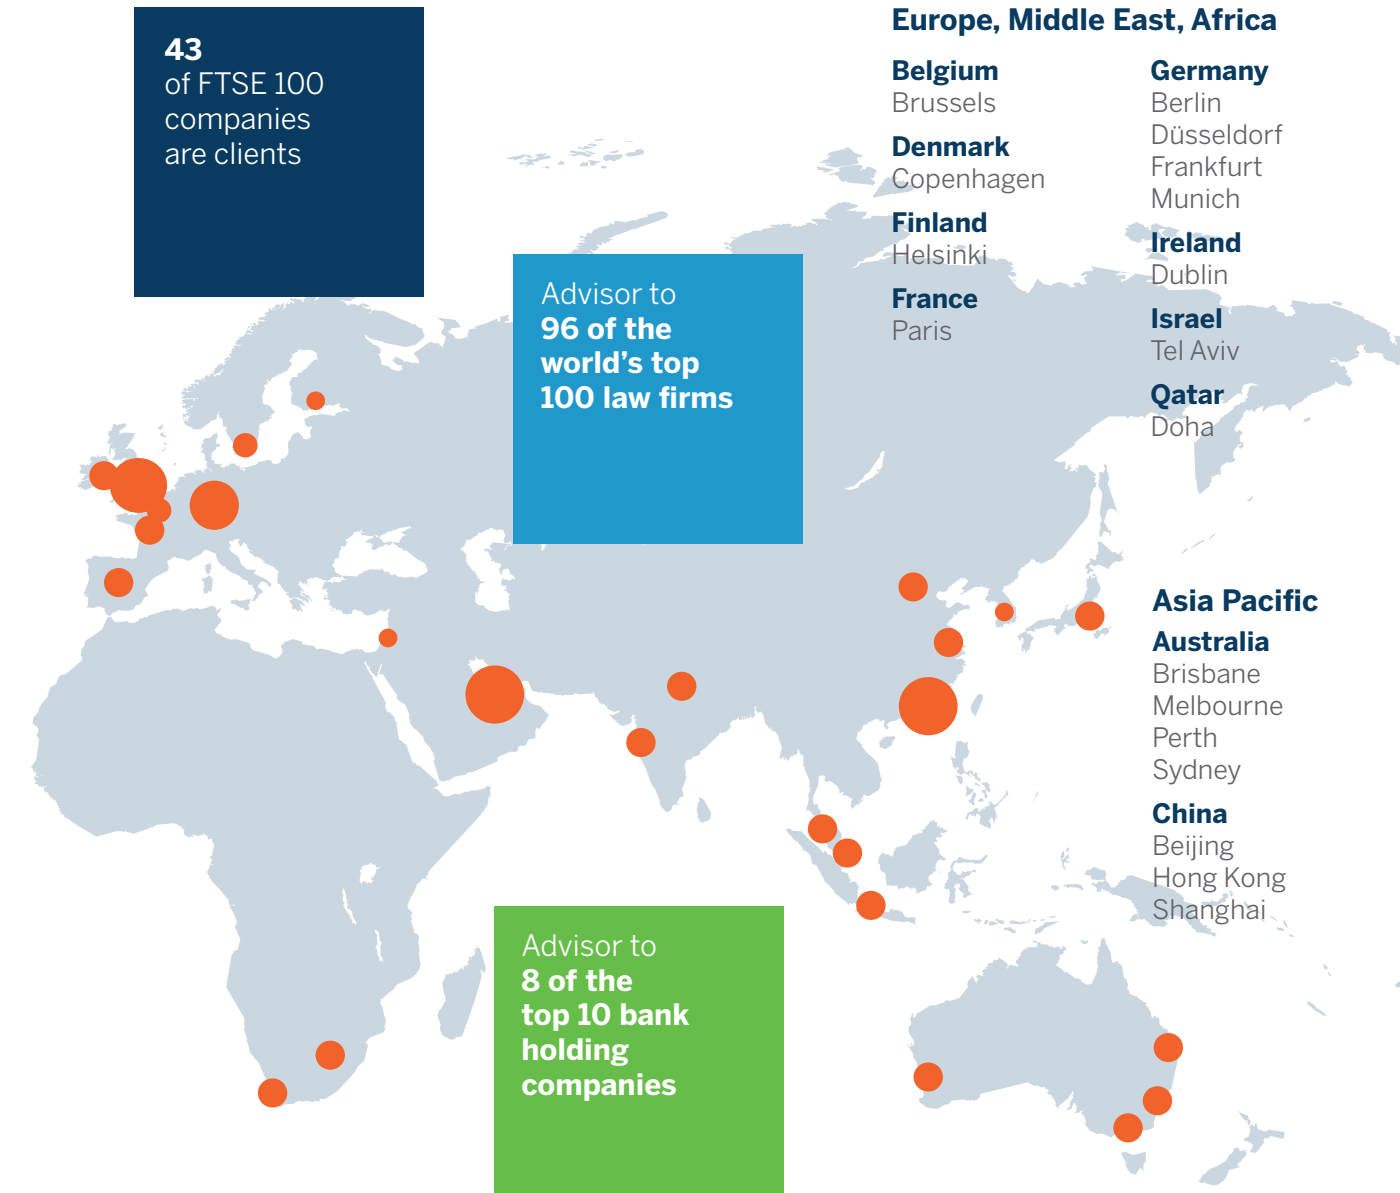 43
of FTSE 100
companies
are clients
Advisor to
96 of the
world's top
100 law firms
Advisor to
8 of the
top 10 bank
holding
companies
Europe, Middle East, Africa
Belgium
Brussels
Denmark
Copenhagen
Finland
Helsinki
France
Paris
Germany
Berlin
Düsseldorf
Frankfurt
Munich
Ireland
Dublin
Israel
Tel Aviv
Qatar
Doha
Asia Pacific
Australia
Brisbane
Melbourne
Perth
Sydney
China
Beijing
Hong Kong
Shanghai